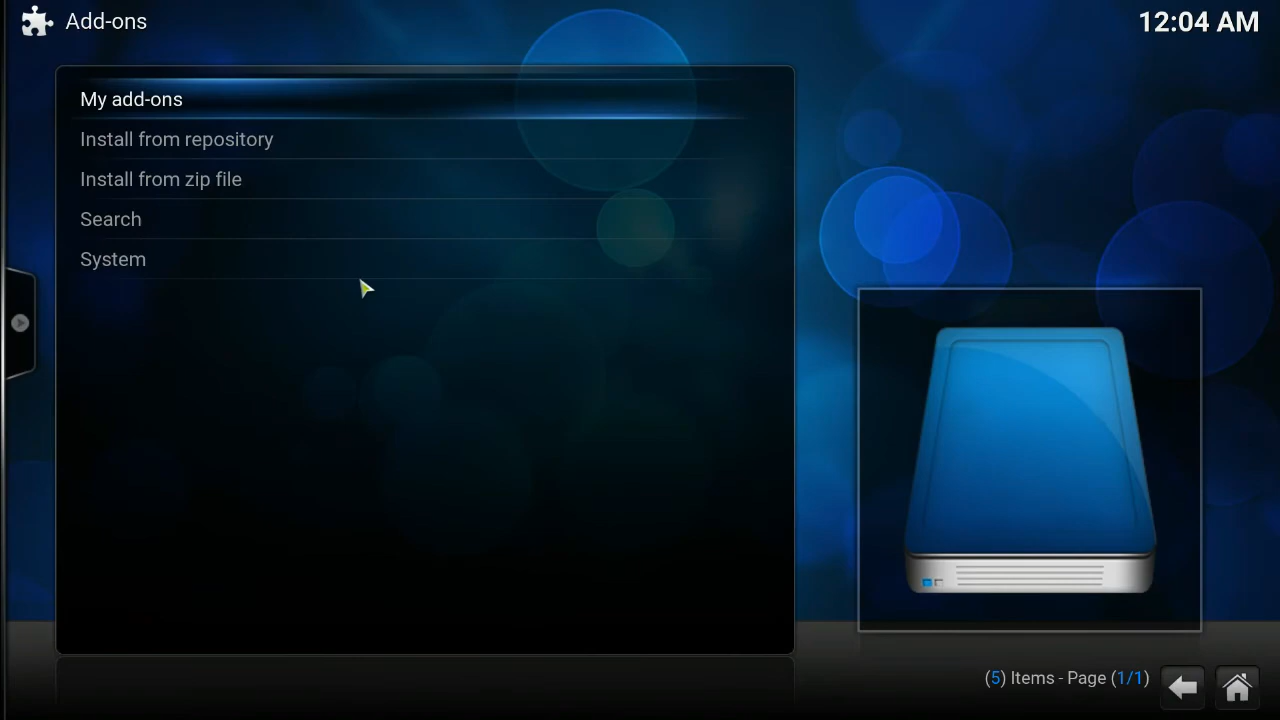 Add-ons
12:04 AM
My add-ons
Install from repository
Install from zip file
Search
System
(5) Items - Page (1/1)